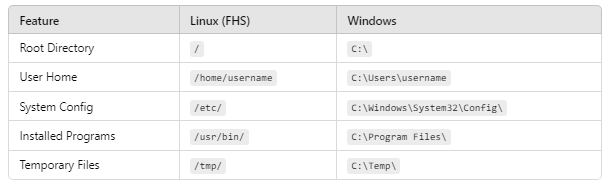 Feature Linux (FHS) Windows
Root Directory / C:\
User Home /home/username C:\Users\username
System Config /etc/ C:\Windows\System32\Config\
Installed Programs /usr/bin/ C:\Program Files\
Temporary Files /tmp/ C:\Temp\